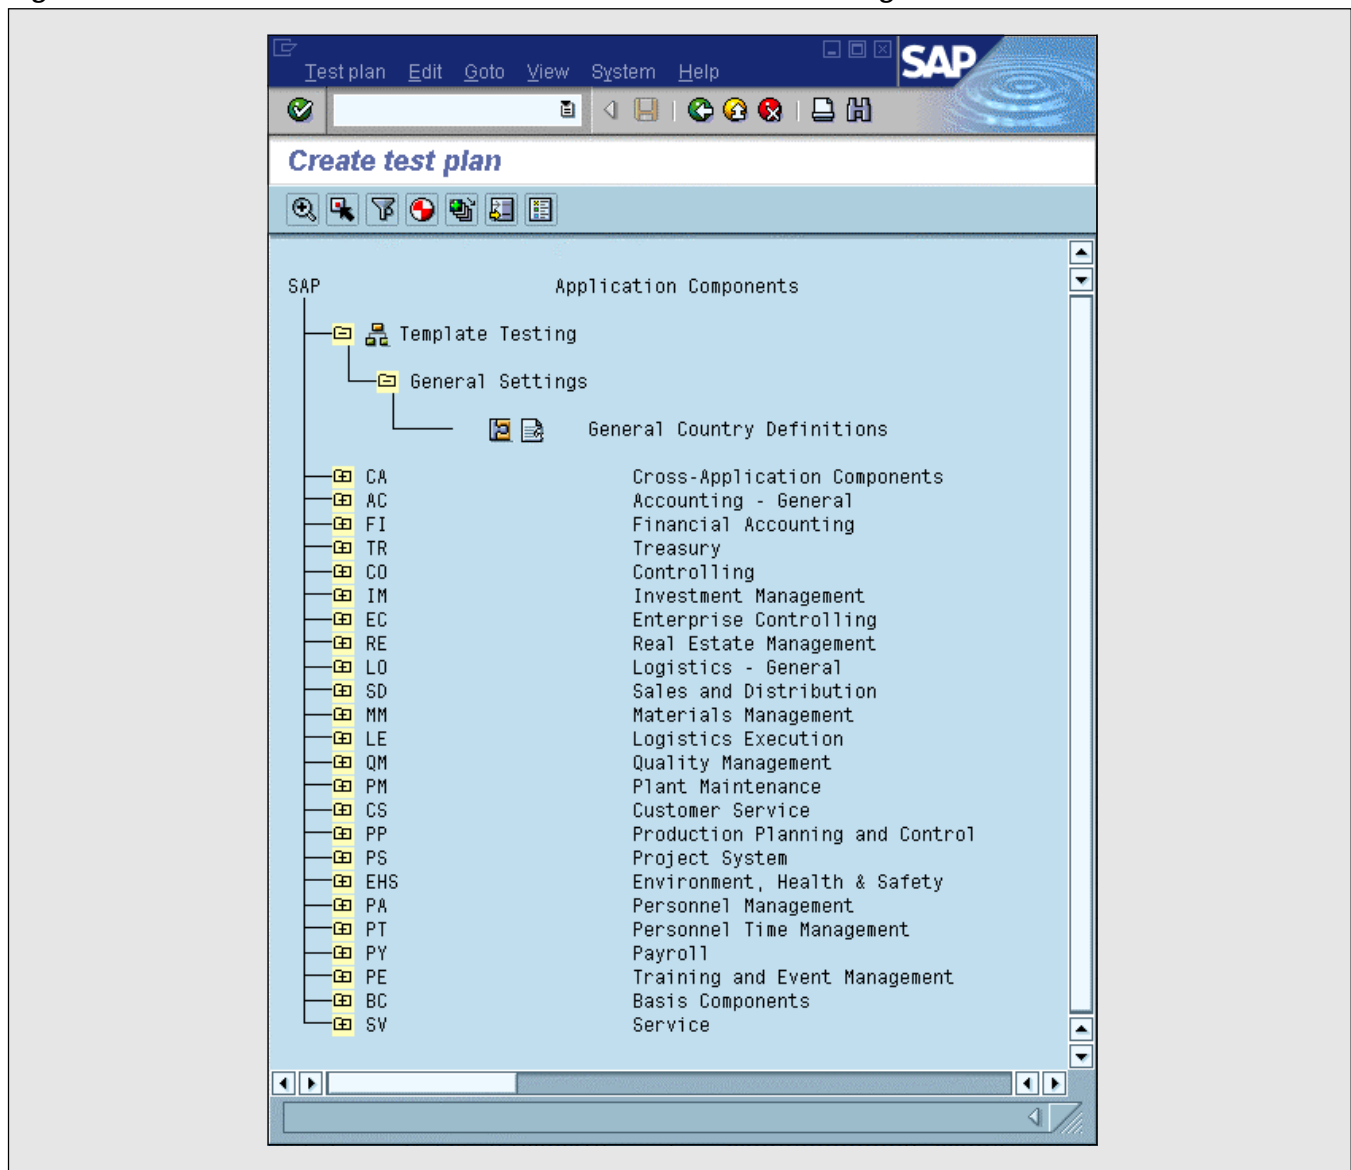 Testplan Edit Goto View System Help
SAP
Create test plan
SAP Application Components
Template Testing
General Settings
General Country Definitions
CA Cross-Application Components
AC Accounting - General
FI Financial Accounting
TR Treasury
CO Controlling
IM Investment Management
EC Enterprise Controlling
RE Real Estate Management
LO Logistics - General
SD Sales and Distribution
MM Materials Management
LE Logistics Execution
QM Quality Management
PM Plant Maintenance
CS Customer Service
PP Production Planning and Control
PS Project System
EHS Environment, Health & Safety
PA Personnel Management
PT Personnel Time Management
PY Payroll
PE Training and Event Management
BC Basis Components
SV Service